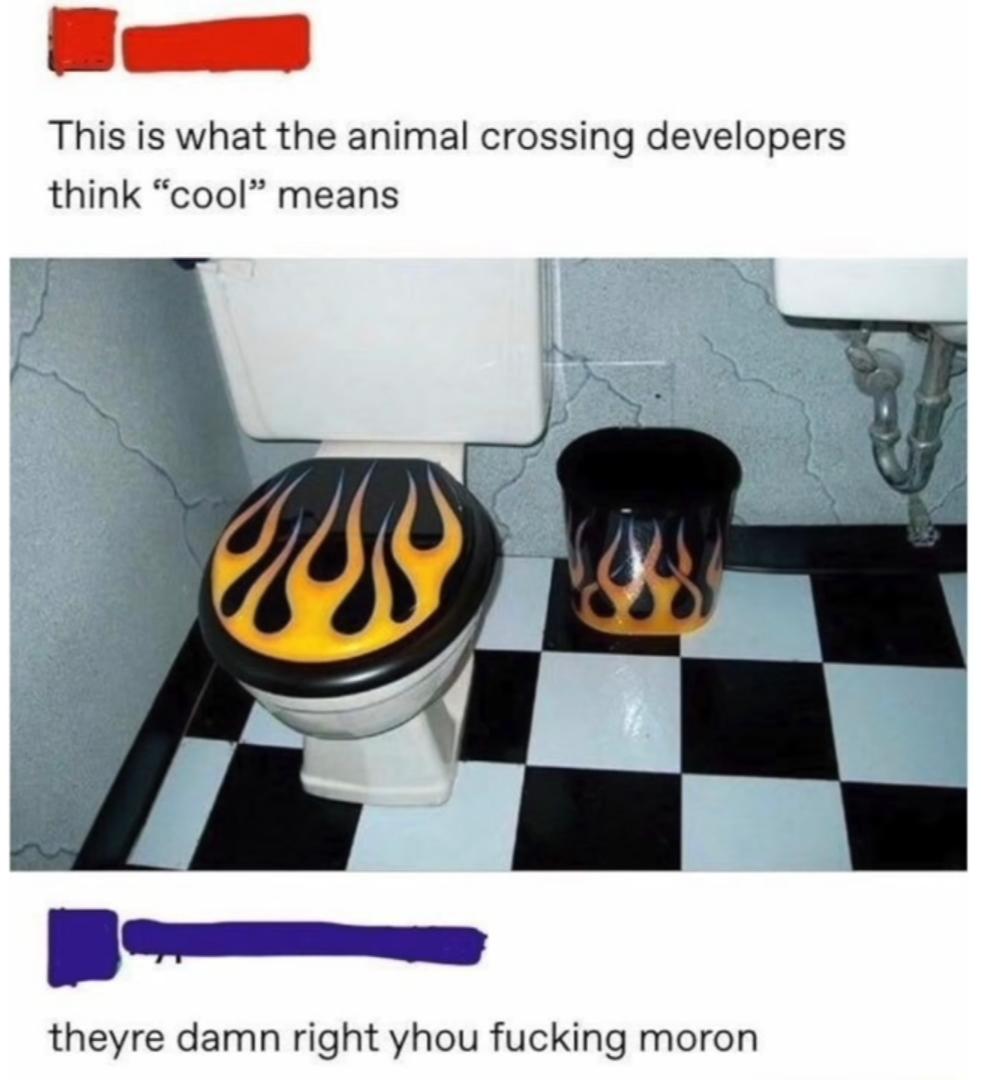 This is what the animal crossing developers
think “cool” means
theyre damn right yhou fucking moron